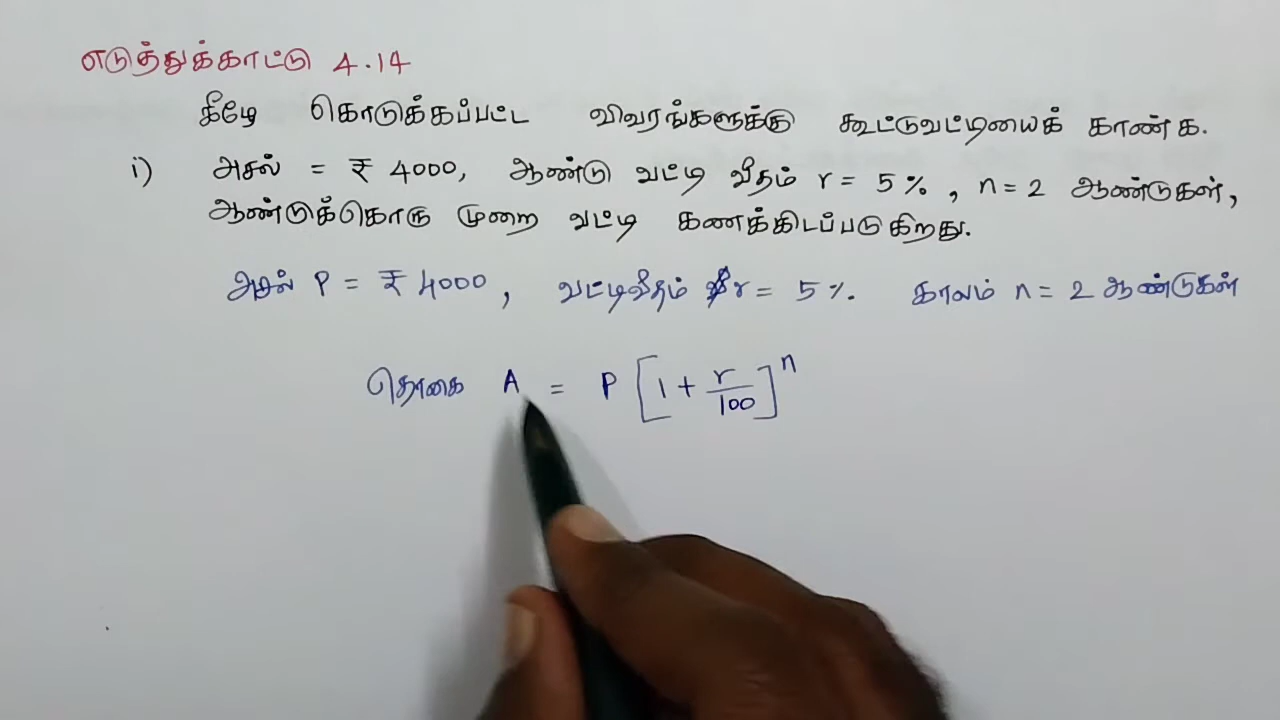 எடுத்துக்காட்டு 4.14
கீழே கொடுக்கப்பட்ட விவரங்களுக்கு கூட்டுவட்டியைக் காண்க.
i) அசல் = ₹ 4000, ஆண்டு வட்டி வீதம் r = 5%, n = 2 ஆண்டுகள்,
ஆண்டுக்கொரு முறை வட்டி கணக்கிடப்படுகிறது.
அசல் P = ₹ 4000, வட்டிவீதம் r = 5%. காலம் n = 2 ஆண்டுகள்
தொகை A = P [1 + r/100]^n